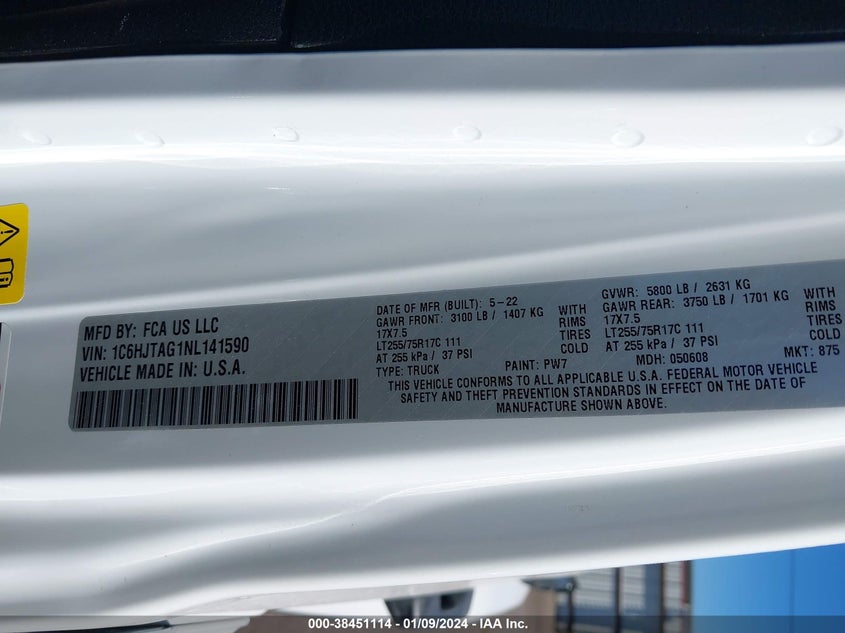 MFD BY: FCA US LLC
VIN: 1C6HJTAG1NL141590
VEHICLE MADE IN: U.S.A.
DATE OF MFR (BUILT): 5-22
GAWR FRONT: 3100 LB / 1407 KG WITH
17X7.5 RIMS
LT255/75R17C 111 TIRES
AT 255 kPa / 37 PSI COLD
TYPE: TRUCK PAINT: PW7
GVWR: 5800 LB / 2631 KG
GAWR REAR: 3750 LB / 1701 KG WITH
17X7.5 RIMS
LT255/75R17C 111 TIRES
AT 255 kPa / 37 PSI COLD
MDH: 050608 MKT: 875
THIS VEHICLE CONFORMS TO ALL APPLICABLE U.S.A. FEDERAL MOTOR VEHICLE
SAFETY AND THEFT PREVENTION STANDARDS IN EFFECT ON THE DATE OF
MANUFACTURE SHOWN ABOVE.
000-38451114 - 01/09/2024 - IAA Inc.